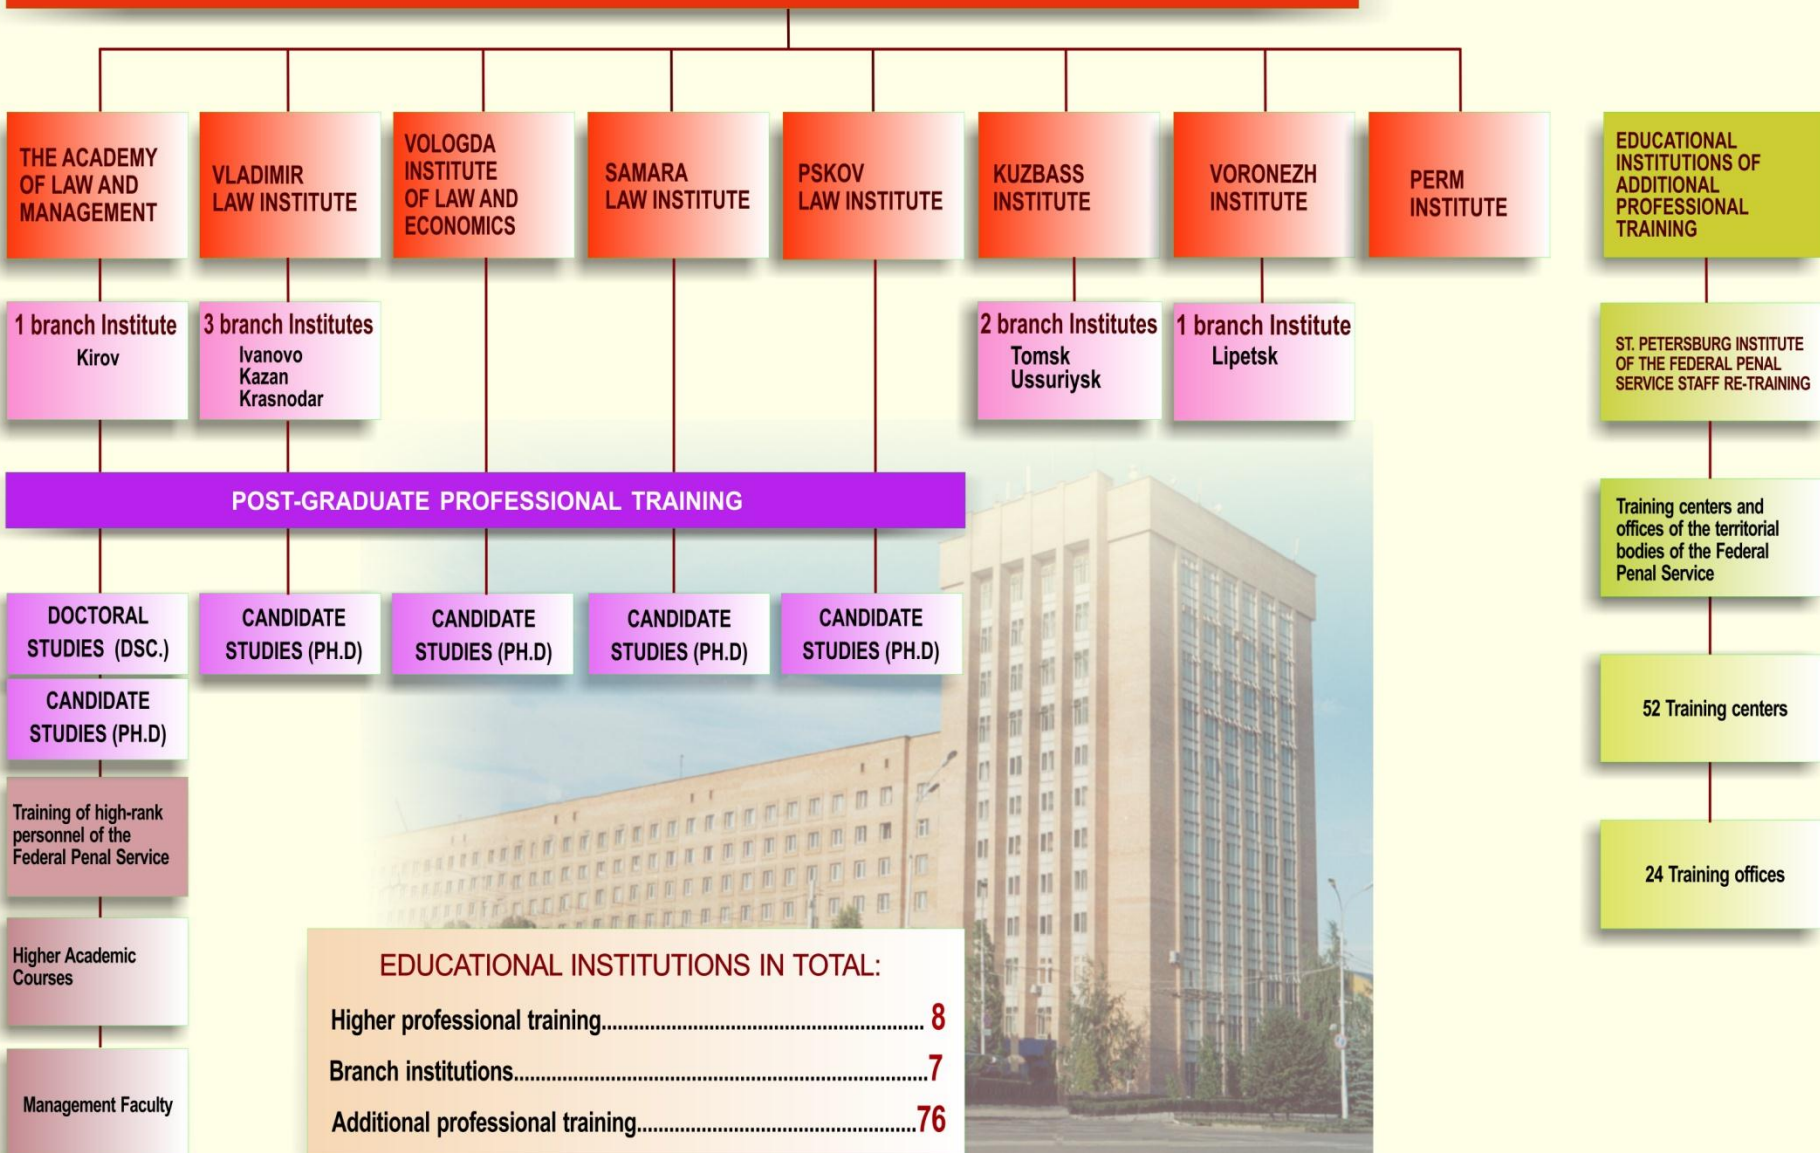 THE ACADEMY
OF LAW AND
MANAGEMENT
VLADIMIR
LAW INSTITUTE
VOLOGDA
INSTITUTE
OF LAW AND
ECONOMICS
SAMARA
LAW INSTITUTE
PSKOV
LAW INSTITUTE
KUZBASS
INSTITUTE
VORONEZH
INSTITUTE
PERM
INSTITUTE
EDUCATIONAL
INSTITUTIONS OF
ADDITIONAL
PROFESSIONAL
TRAINING
1 branch Institute
Kirov
3 branch Institutes
Ivanovo
Kazan
Krasnodar
2 branch Institutes
Tomsk
Ussuriysk
1 branch Institute
Lipetsk
ST. PETERSBURG INSTITUTE
OF THE FEDERAL PENAL
SERVICE STAFF RE-TRAINING
POST-GRADUATE PROFESSIONAL TRAINING
Training centers and
offices of the territorial
bodies of the Federal
Penal Service
DOCTORAL
STUDIES (DSC.)
CANDIDATE
STUDIES (PH.D)
CANDIDATE
STUDIES (PH.D)
CANDIDATE
STUDIES (PH.D)
CANDIDATE
STUDIES (PH.D)
CANDIDATE
STUDIES (PH.D)
52 Training centers
Training of high-rank
personnel of the
Federal Penal Service
24 Training offices
Higher Academic
Courses
Management Faculty
EDUCATIONAL INSTITUTIONS IN TOTAL:
Higher professional training................................................ 8
Branch institutions..............................................................7
Additional professional training..........................................76